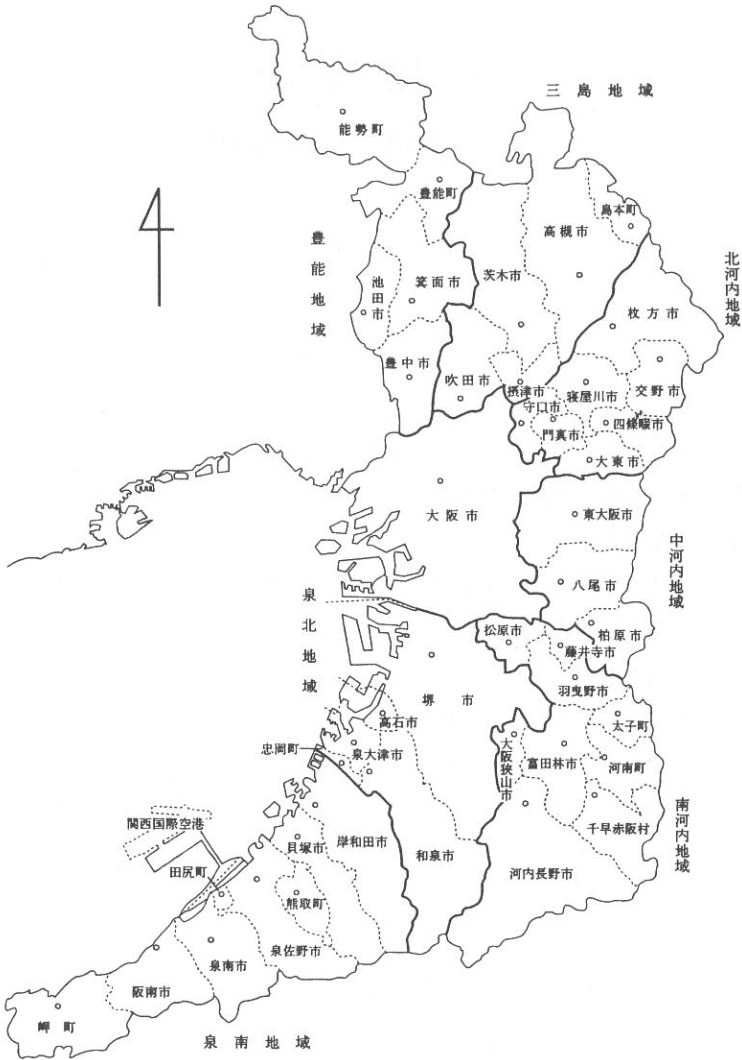 三島地域
能勢町
豊能町
島本町
高槻市
豊能地域
北河内地域
池田市
箕面市
茨木市
枚方市
豊中市
吹田市
摂津市
寝屋川市
交野市
守口市
門真市
四條畷市
大東市
大阪市
東大阪市
中河内地域
八尾市
泉北地域
松原市
柏原市
藤井寺市
羽曳野市
堺市
高石市
太子町
忠岡町
泉大津市
大阪狭山市
富田林市
河南町
南河内地域
関西国際空港
千早赤阪村
貝塚市
岸和田市
和泉市
田尻町
河内長野市
熊取町
泉佐野市
泉南市
阪南市
岬町
泉南地域